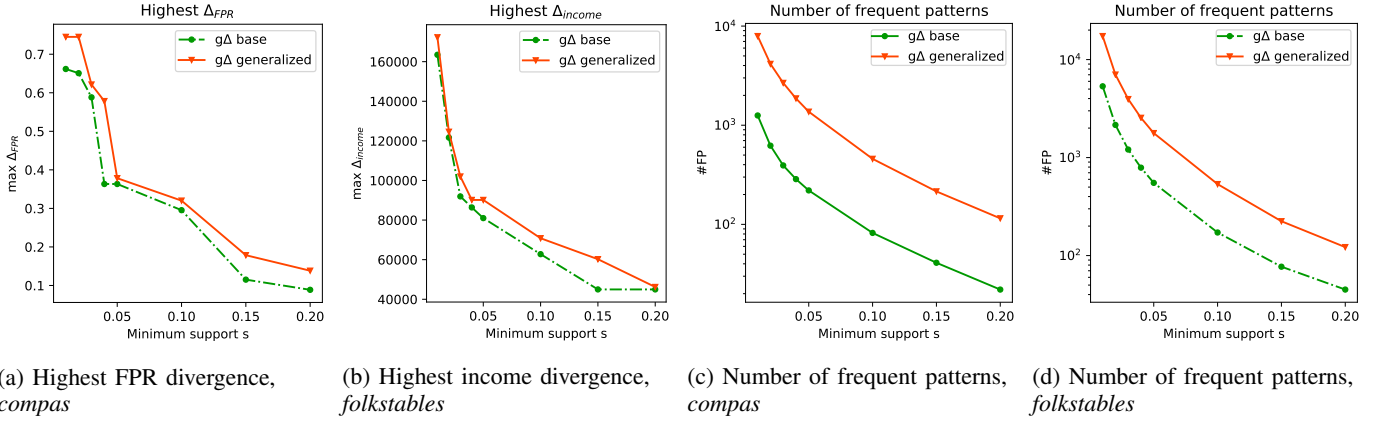 Highest Δ_FPR
max Δ_FPR
0.7
0.6
0.5
0.4
0.3
0.2
0.1
gΔ base
gΔ generalized
0.05 0.10 0.15 0.20
Minimum support s
Highest Δ_income
max Δ_income
160000
140000
120000
100000
80000
60000
40000
gΔ base
gΔ generalized
0.05 0.10 0.15 0.20
Minimum support s
Number of frequent patterns
#FP
10^4
10^3
10^2
gΔ base
gΔ generalized
0.05 0.10 0.15 0.20
Minimum support s
Number of frequent patterns
#FP
10^4
10^3
10^2
gΔ base
gΔ generalized
0.05 0.10 0.15 0.20
Minimum support s
(a) Highest FPR divergence,
compas
(b) Highest income divergence,
folkstables
(c) Number of frequent patterns,
compas
(d) Number of frequent patterns,
folkstables